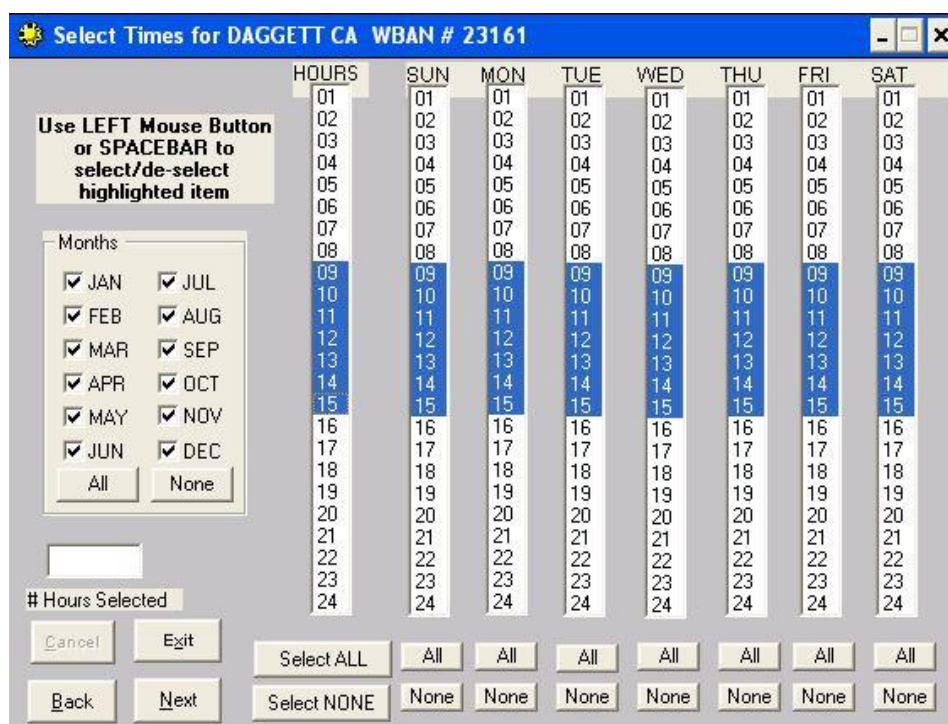 Select Times for DAGGETT CA WBAN # 23161
HOURS SUN MON TUE WED THU FRI SAT
Use LEFT Mouse Button
or SPACEBAR to
select/de-select
highlighted item
Months
JAN JUL
FEB AUG
MAR SEP
APR OCT
MAY NOV
JUN DEC
All None
# Hours Selected
Cancel Exit
Back Next
01 01 01 01 01 01 01 01
02 02 02 02 02 02 02 02
03 03 03 03 03 03 03 03
04 04 04 04 04 04 04 04
05 05 05 05 05 05 05 05
06 06 06 06 06 06 06 06
07 07 07 07 07 07 07 07
08 08 08 08 08 08 08 08
09 09 09 09 09 09 09 09
10 10 10 10 10 10 10 10
11 11 11 11 11 11 11 11
12 12 12 12 12 12 12 12
13 13 13 13 13 13 13 13
14 14 14 14 14 14 14 14
15 15 15 15 15 15 15 15
16 16 16 16 16 16 16 16
17 17 17 17 17 17 17 17
18 18 18 18 18 18 18 18
19 19 19 19 19 19 19 19
20 20 20 20 20 20 20 20
21 21 21 21 21 21 21 21
22 22 22 22 22 22 22 22
23 23 23 23 23 23 23 23
24 24 24 24 24 24 24 24
Select ALL All All All All All All All
Select NONE None None None None None None None